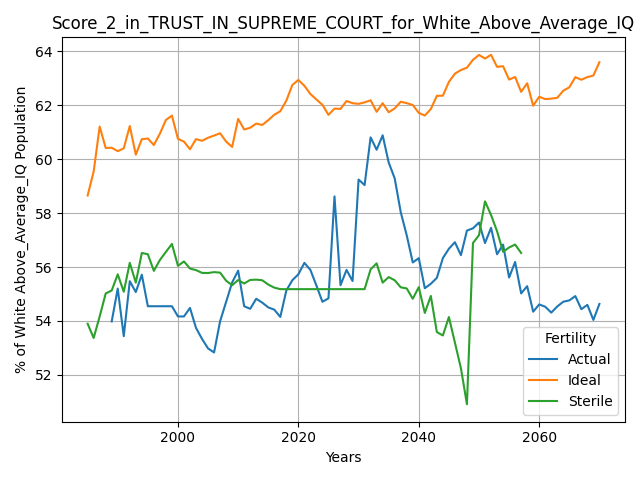 Score_2_in_TRUST_IN_SUPREME_COURT_for_White_Above_Average_IQ
% of White Above_Average_IQ Population
64
62
60
58
56
54
52
2000
2020
2040
2060
Years
Fertility
Actual
Ideal
Sterile